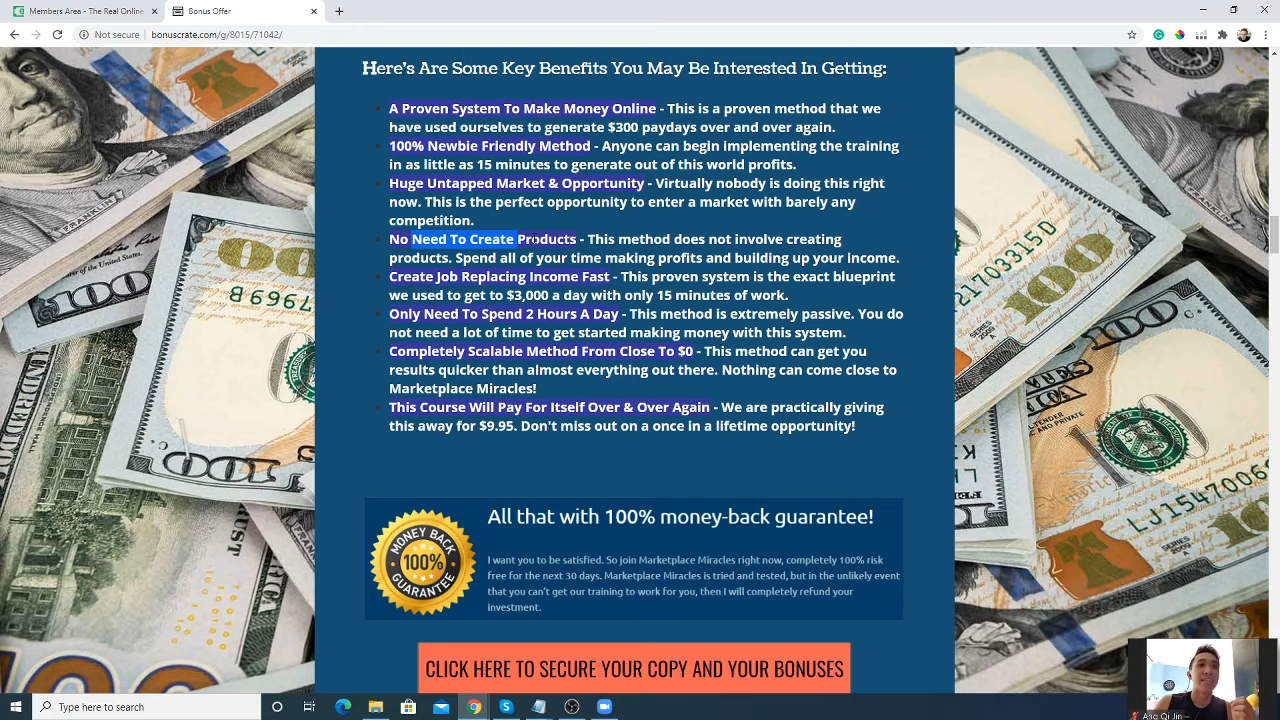 Members Area
BonusCrate
Not secure
bonuscrate.com/g/8015/71042/
Here's Are Some Key Benefits You May Be Interested In Getting:
A Proven System To Make Money Online - This is a proven method that we
have used ourselves to generate $300 paydays over and over again.
100% Newbie Friendly Method - Anyone can begin implementing the training
in as little as 15 minutes to generate out of this world profits.
Huge Untapped Market & Opportunity - Virtually nobody is doing this right
now. This is the perfect opportunity to enter a market with barely any
competition.
No Need To Create Products - This method does not involve creating
products. Spend all of your time making profits and building up your income.
Create Job Replacing Income Fast - This proven system is the exact blueprint
we used to get to $3,000 a day with only 15 minutes of work.
Only Need To Spend 2 Hours A Day - This method is extremely passive. You do
not need a lot of time to get started making money with this system.
Completely Scalable Method From Close To $0 - This method can get you
results quicker than almost everything out there. Nothing can come close to
Marketplace Miracles!
This Course Will Pay For Itself Over & Over Again - We are practically giving
this away for $9.95. Don't miss out on a once in a lifetime opportunity!
MONEY BACK
100%
GUARANTEE
All that with 100% money-back guarantee!
I want you to be satisfied. So join Marketplace Miracles right now, completely 100% risk
free for the next 30 days. Marketplace Miracles is tried and tested, but in the unlikely event
that you can't get our training to work for you, then I will completely refund your
investment.
CLICK HERE TO SECURE YOUR COPY AND YOUR BONUSES
FRANKLIN
100
79698
2170335D
100
SERIES
TRUST
LJ1547006
Type here to search
Ang Qi Jin